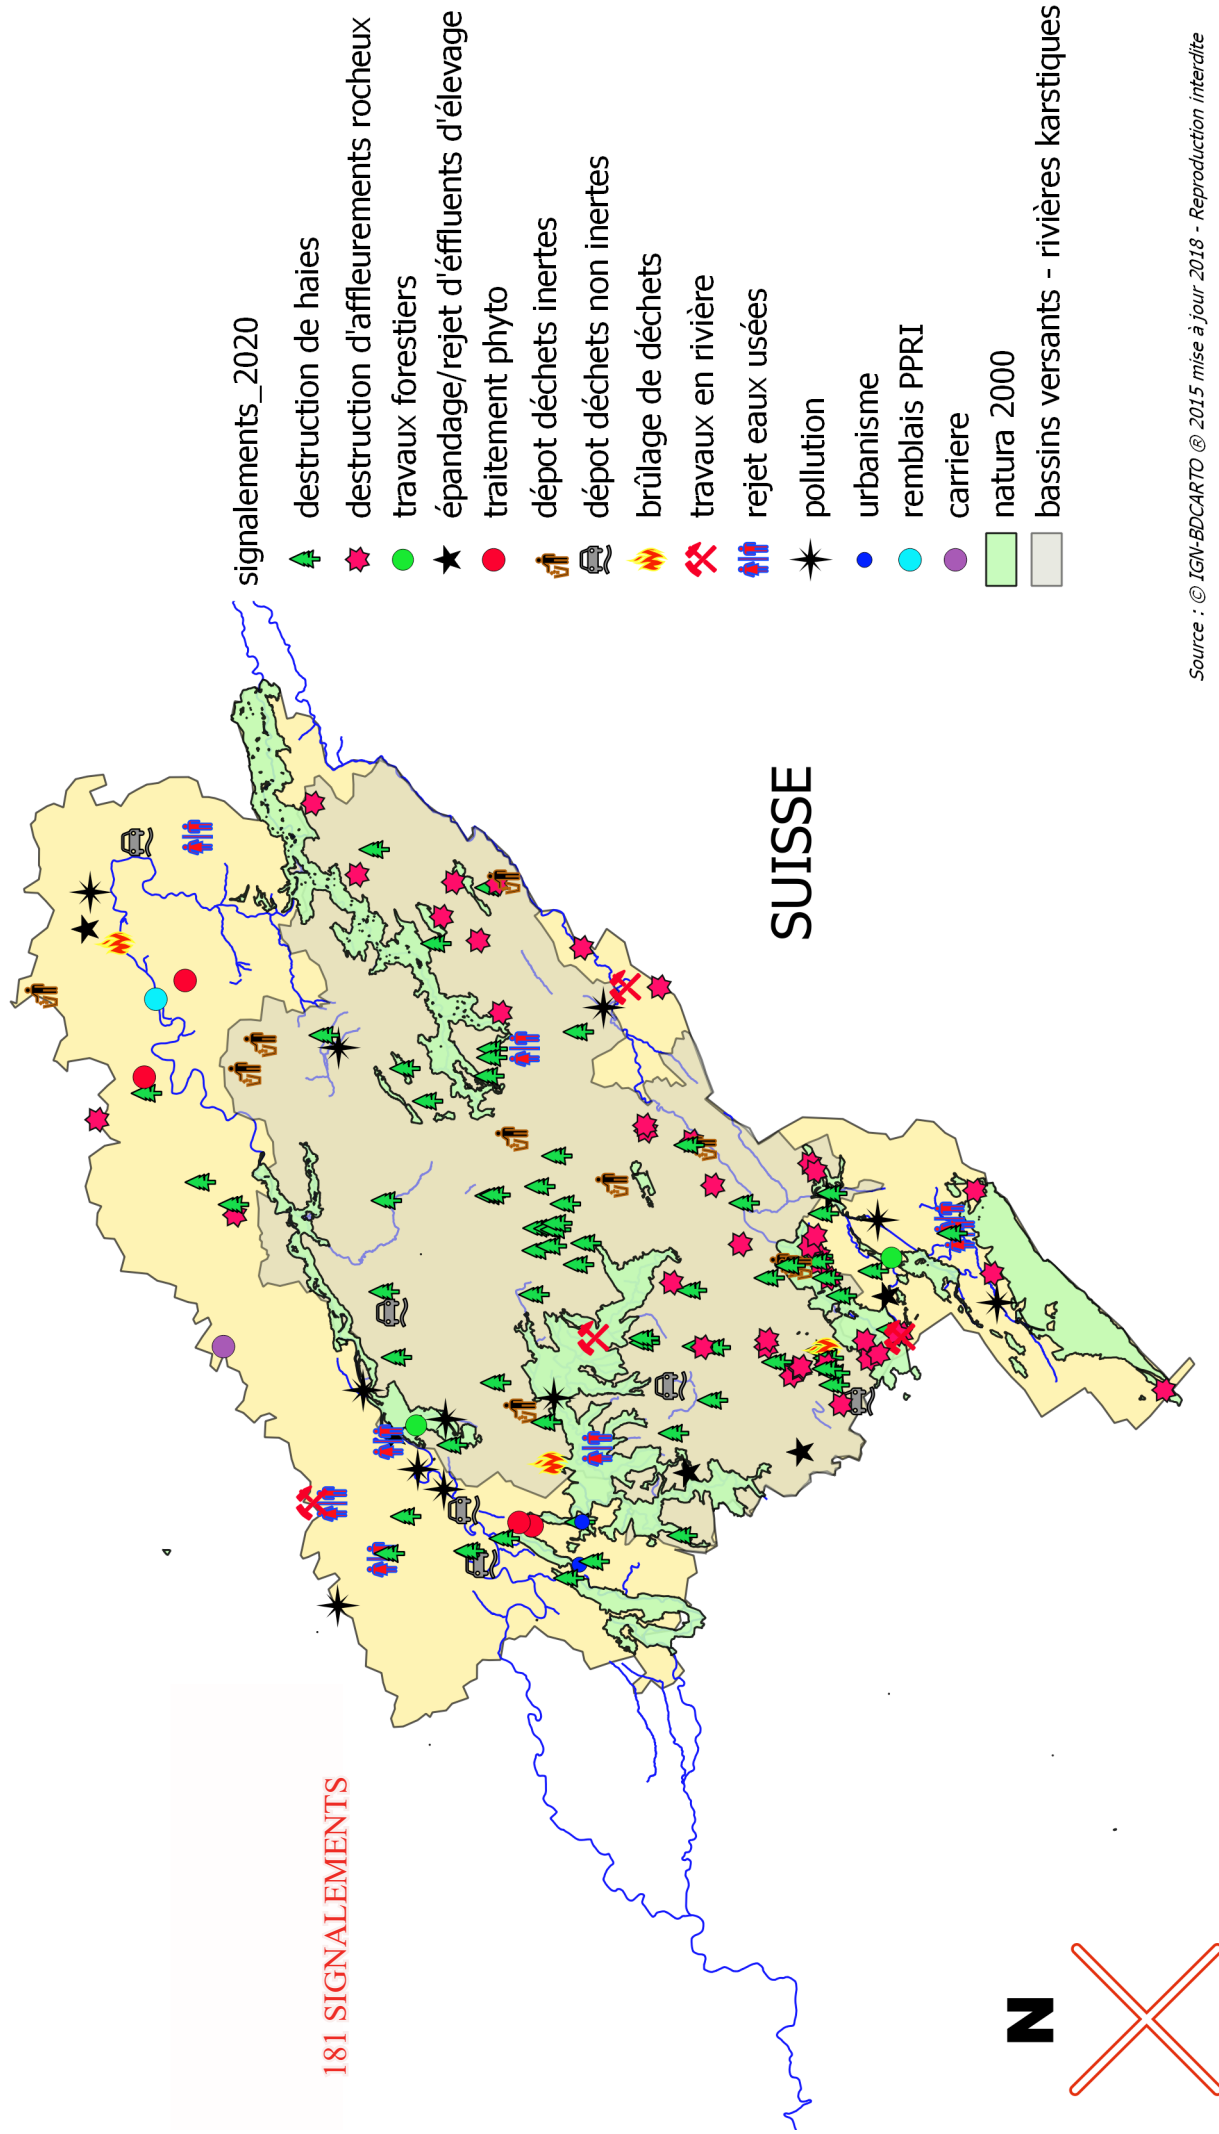 181 SIGNALEMENTS
N
SUISSE
signalements_2020
destruction de haies
destruction d'affleurements rocheux
travaux forestiers
épandage/rejet d'éffluents d'élevage
traitement phyto
dépot déchets inertes
dépot déchets non inertes
brûlage de déchets
travaux en rivière
rejet eaux usées
pollution
urbanisme
remblais PPRI
carriere
natura 2000
bassins versants - rivières karstiques
Source : © IGN-BDCARTO ® 2015 mise à jour 2018 - Reproduction interdite